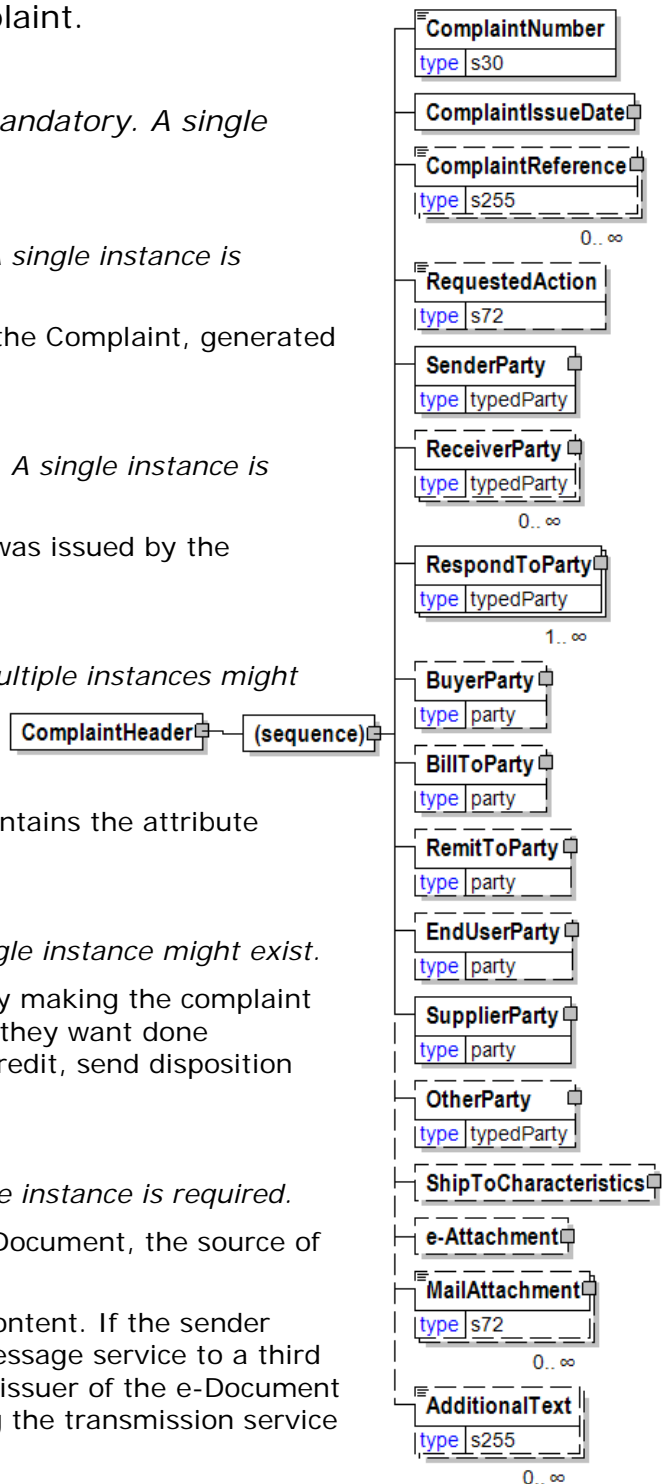 plaint.
andatory. A single
A single instance is
the Complaint, generated
. A single instance is
was issued by the
ultiple instances might
ntains the attribute
gle instance might exist.
y making the complaint
they want done
redit, send disposition
e instance is required.
Document, the source of
ontent. If the sender
essage service to a third
issuer of the e-Document
g the transmission service
ComplaintHeader
(sequence)
ComplaintNumber
type s30
ComplaintIssueDate
ComplaintReference
type s255
0.. ∞
RequestedAction
type s72
SenderParty
type typedParty
ReceiverParty
type typedParty
0.. ∞
RespondToParty
type typedParty
1.. ∞
BuyerParty
type party
BillToParty
type party
RemitToParty
type party
EndUserParty
type party
SupplierParty
type party
OtherParty
type typedParty
ShipToCharacteristics
e-Attachment
MailAttachment
type s72
0.. ∞
AdditionalText
type s255
0.. ∞